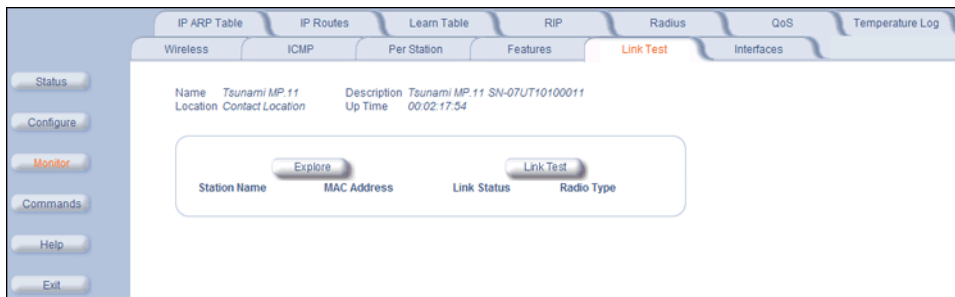 IP ARP Table IP Routes Learn Table RIP Radius QoS Temperature Log
Wireless ICMP Per Station Features Link Test Interfaces
Status
Configure
Monitor
Commands
Help
Exit
Name Tsunami MP.11 Description Tsunami MP.11 SN-07UT10100011
Location Contact Location Up Time 00:02:17:54
Explore Link Test
Station Name MAC Address Link Status Radio Type